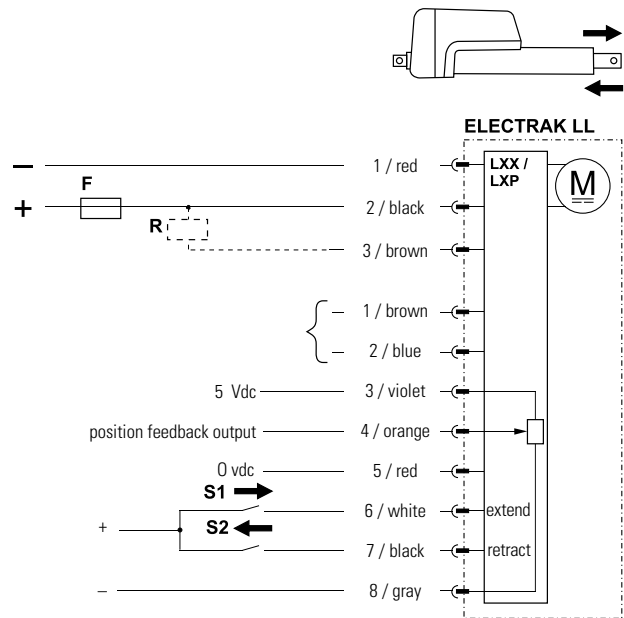 ELECTRAK LL
− 1 / red LXX /
LXP
M
F
+ 2 / black
R
3 / brown
1 / brown
2 / blue
5 Vdc 3 / violet
position feedback output 4 / orange
0 vdc 5 / red
S1
6 / white extend
+ S2
7 / black retract
− 8 / gray